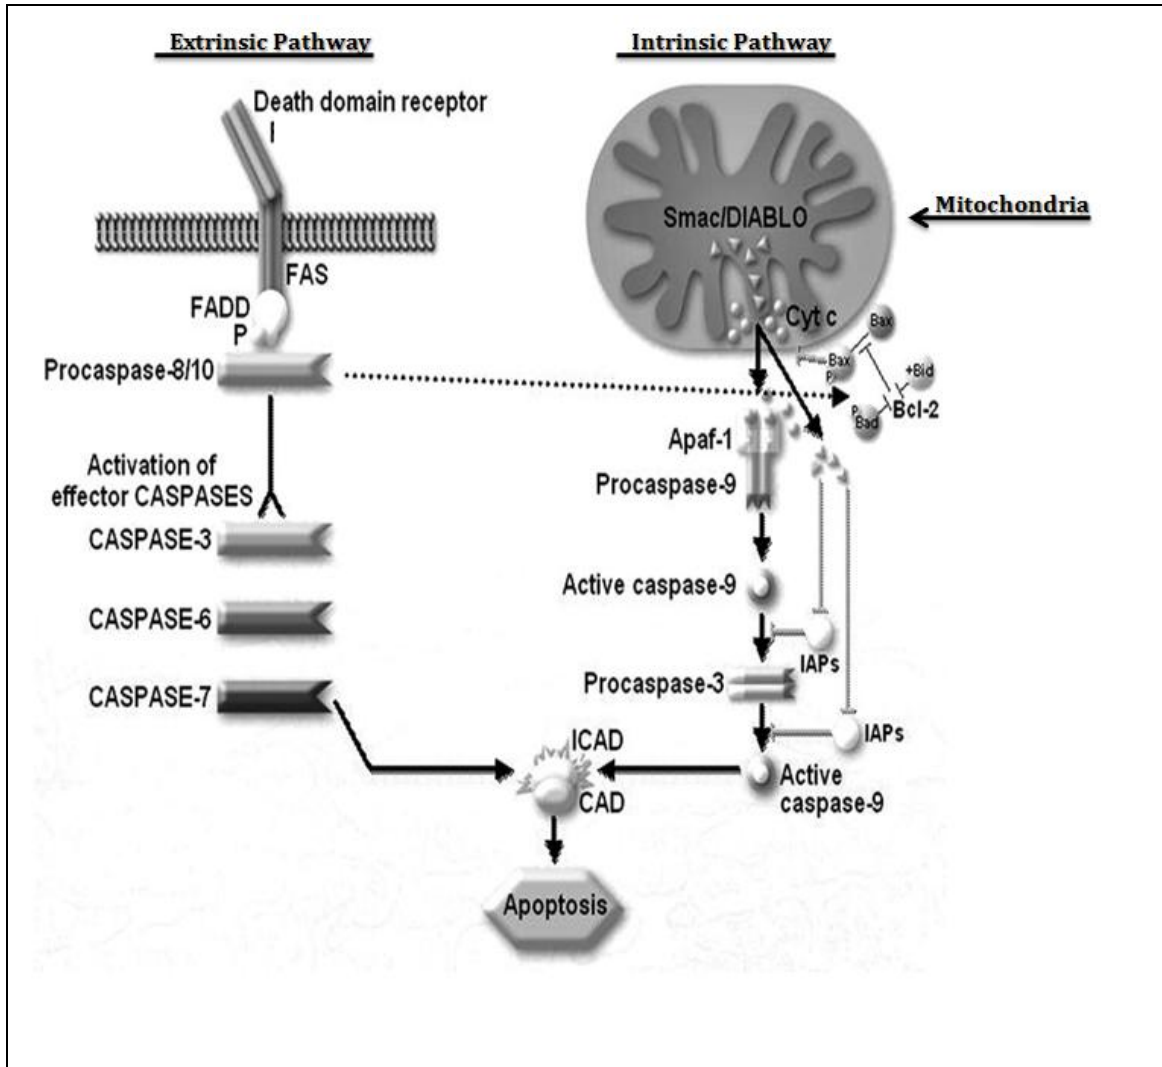 Extrinsic Pathway
Intrinsic Pathway
Death domain receptor
Smac/DIABLO
Mitochondria
FAS
FADD
P
Cyt c
Bax
Bax
P
+Bid
Procaspase-8/10
Bcl-2
P
Bad
Apaf-1
Procaspase-9
Activation of
effector CASPASES
CASPASE-3
Active caspase-9
CASPASE-6
IAPs
Procaspase-3
CASPASE-7
IAPs
ICAD
CAD
Active
caspase-9
Apoptosis